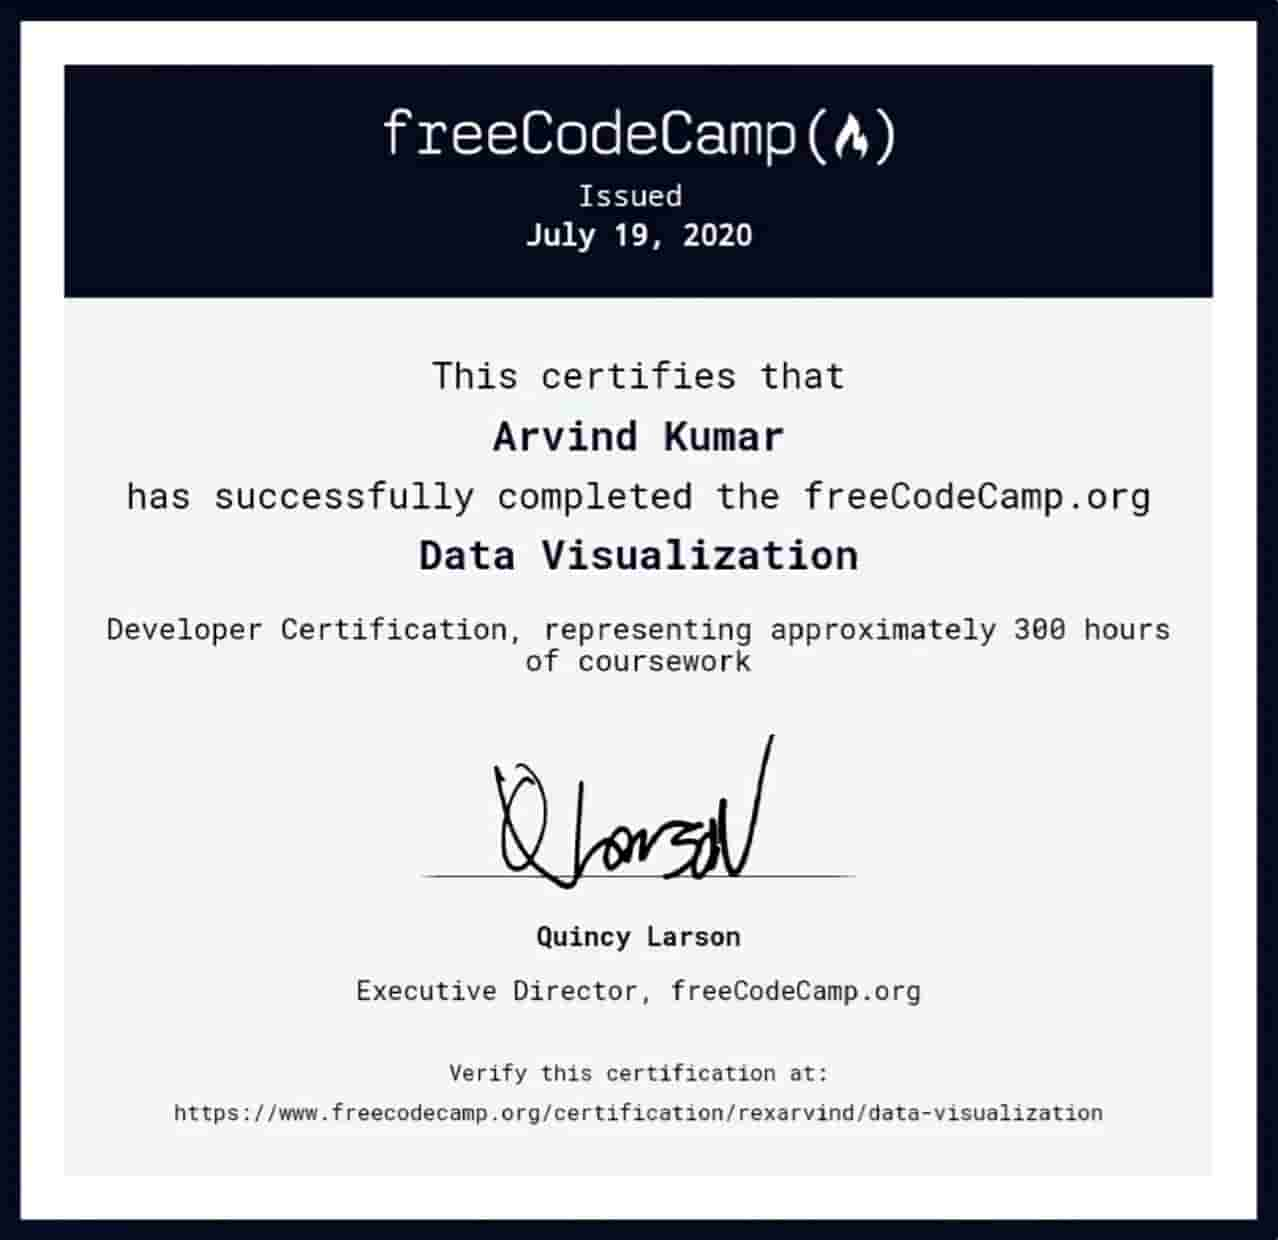 freeCodeCamp(🔥)
Issued
July 19, 2020
This certifies that
Arvind Kumar
has successfully completed the freeCodeCamp.org
Data Visualization
Developer Certification, representing approximately 300 hours
of coursework
Q Larson
Quincy Larson
Executive Director, freeCodeCamp.org
Verify this certification at:
https://www.freecodecamp.org/certification/rexarvind/data-visualization